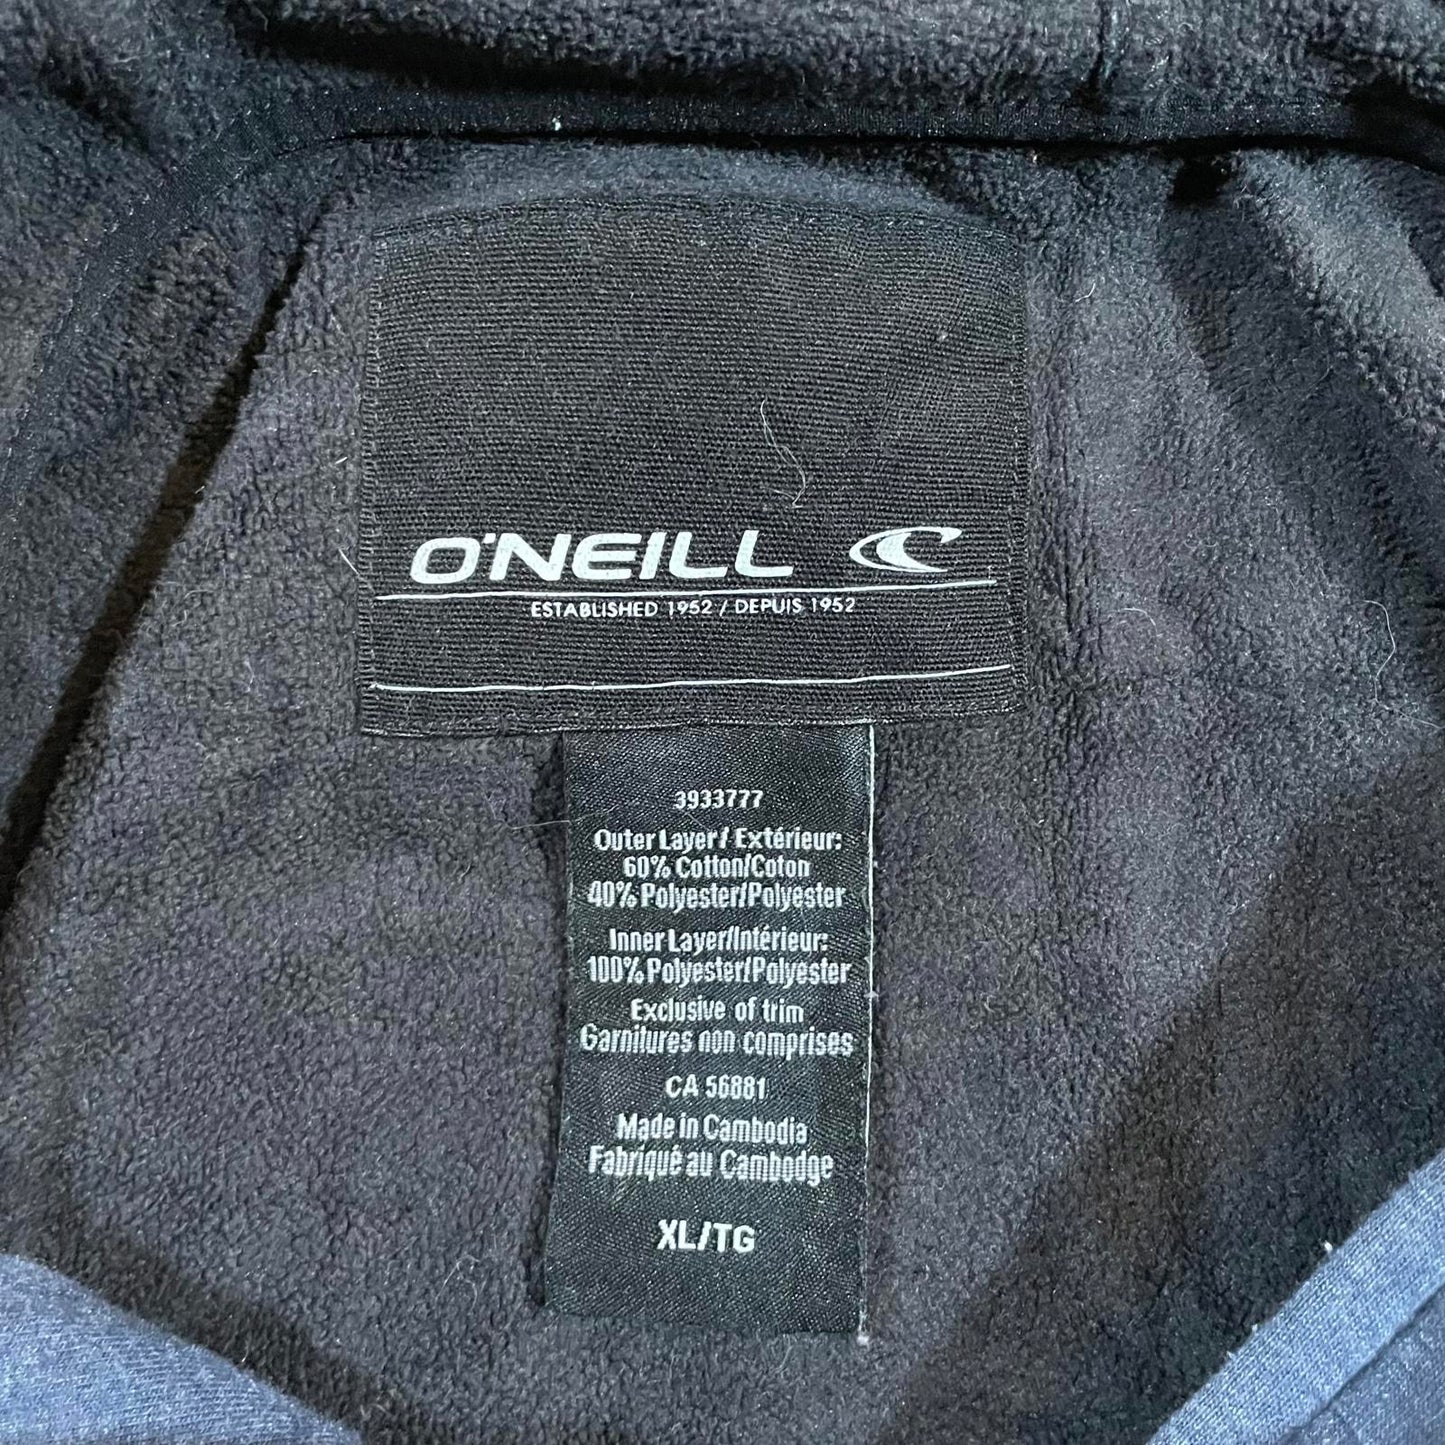 O'NEILL
ESTABLISHED 1952 / DEPUIS 1952
3933777
Outer Layer/Extérieur:
60% Cotton/Coton
40% Polyester/Polyester
Inner Layer/Intérieur:
100% Polyester/Polyester
Exclusive of trim
Garnitures non comprises
CA 56881
Made in Cambodia
Fabriqué au Cambodge
XL/TG